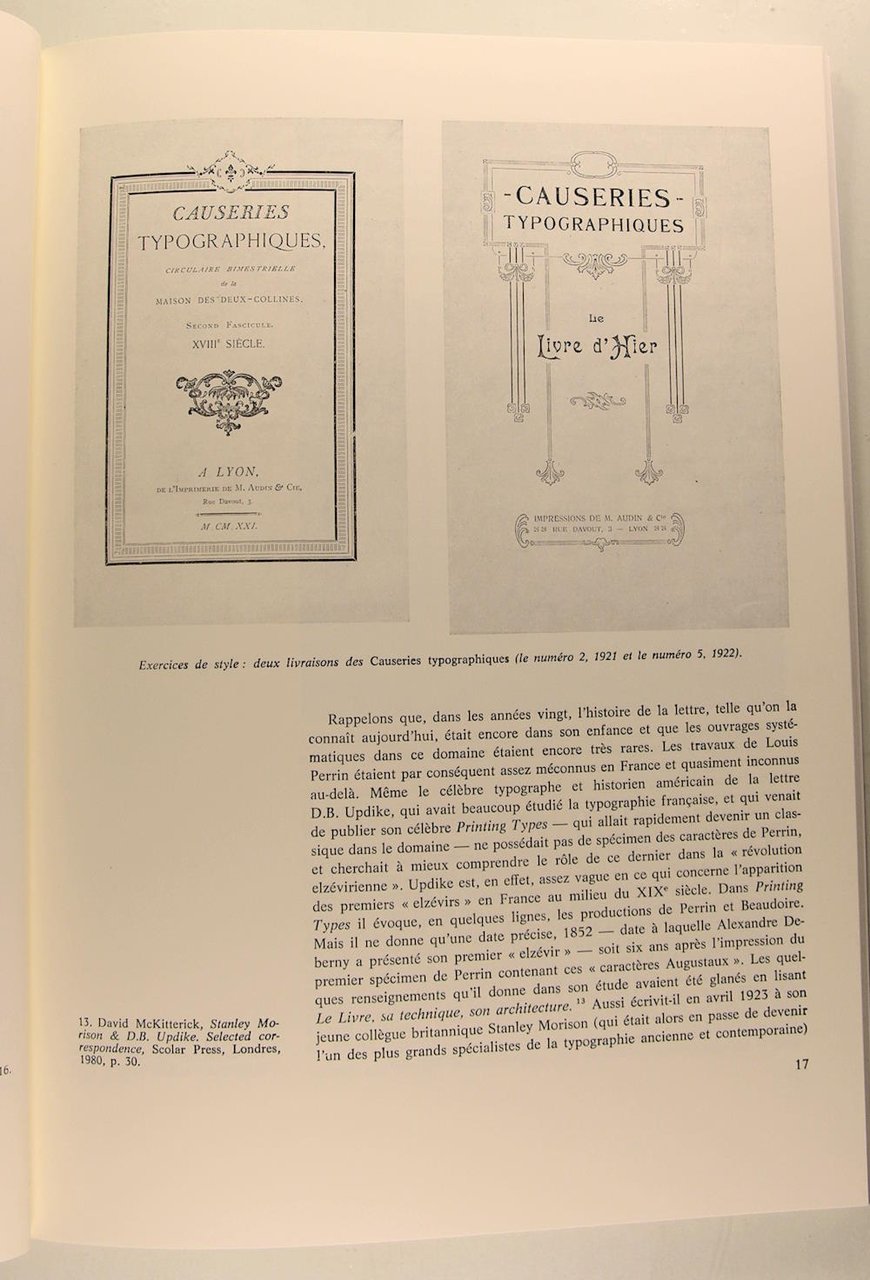 CAUSERIES
TYPOGRAPHIQUES,
CIRCULAIRE BIMESTRIELLE
de la
MAISON DES DEUX-COLLINES.
SECOND FASCICULE.
XVIIIe SIÈCLE.
A LYON,
DE L'IMPRIMERIE DE M. AUDIN & CIE,
Rue Davout, 3.
M. CM. XXI.
-CAUSERIES-
TYPOGRAPHIQUES
Le
Livre d'Hier
IMPRESSIONS DE M. AUDIN & Cie
RUE DAVOUT, 3 — LYON
Exercices de style : deux livraisons des Causeries typographiques (le numéro 2, 1921 et le numéro 5, 1922).
Rappelons que, dans les années vingt, l'histoire de la lettre, telle qu'on la
connaît aujourd'hui, était encore dans son enfance et que les ouvrages systé-
matiques dans ce domaine étaient encore très rares. Les travaux de Louis
Perrin étaient par conséquent assez méconnus en France et quasiment inconnus
au-delà. Même le célèbre typographe et historien américain de la lettre
D.B. Updike, qui avait beaucoup étudié la typographie française, et qui venait
de publier son célèbre Printing Types — qui allait rapidement devenir un clas-
sique dans le domaine — ne possédait pas de spécimen des caractères de Perrin,
et cherchait à mieux comprendre le rôle de ce dernier dans la « révolution
elzévirienne ». Updike est, en effet, assez vague en ce qui concerne l'apparition
des premiers « elzévirs » en France au milieu du XIXe siècle. Dans Printing
Types il évoque, en quelques lignes, les productions de Perrin et Beaudoire.
Mais il ne donne qu'une date précise, 1852 — date à laquelle Alexandre De-
berny a présenté son premier « elzévir » — soit six ans après l'impression du
premier spécimen de Perrin contenant ces « caractères Augustaux ». Les quel-
ques renseignements qu'il donne dans son étude avaient été glanés en lisant
Le Livre, sa technique, son architecture. 13 Aussi écrivit-il en avril 1923 à son
jeune collègue britannique Stanley Morison (qui était alors en passe de devenir
l'un des plus grands spécialistes de la typographie ancienne et contemporaine)
13. David McKitterick, Stanley Mo-
rison & D.B. Updike. Selected cor-
respondence, Scolar Press, Londres,
1980, p. 30.
17
16.